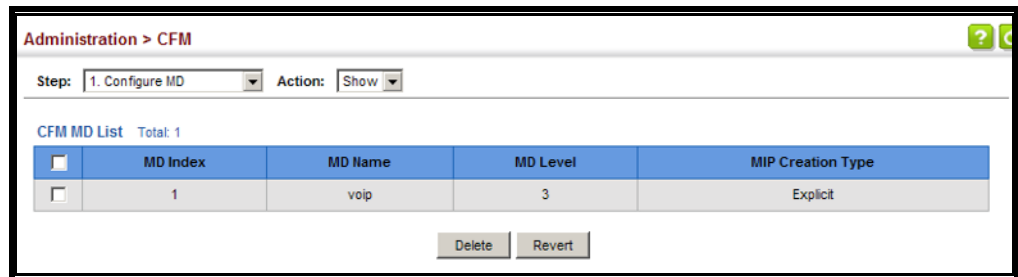 Administration > CFM
?
Step: 1. Configure MD Action: Show
CFM MD List Total: 1
MD Index MD Name MD Level MIP Creation Type
1 voip 3 Explicit
Delete Revert